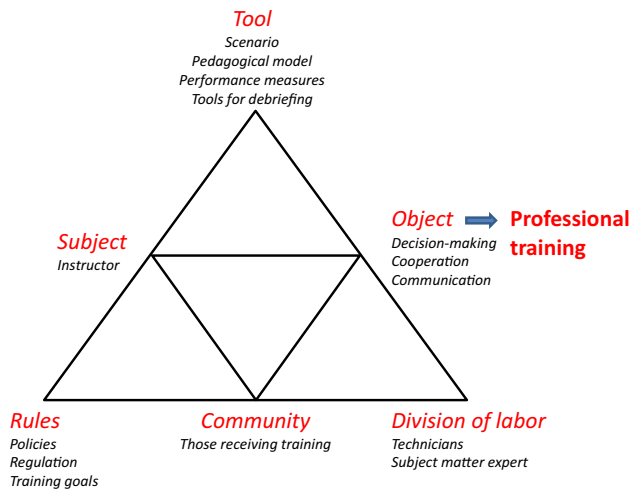 Tool
Scenario
Pedagogical model
Performance measures
Tools for debriefing
Subject
Instructor
Object
Decision-making
Cooperation
Communication
Professional
training
Rules
Policies
Regulation
Training goals
Community
Those receiving training
Division of labor
Technicians
Subject matter expert